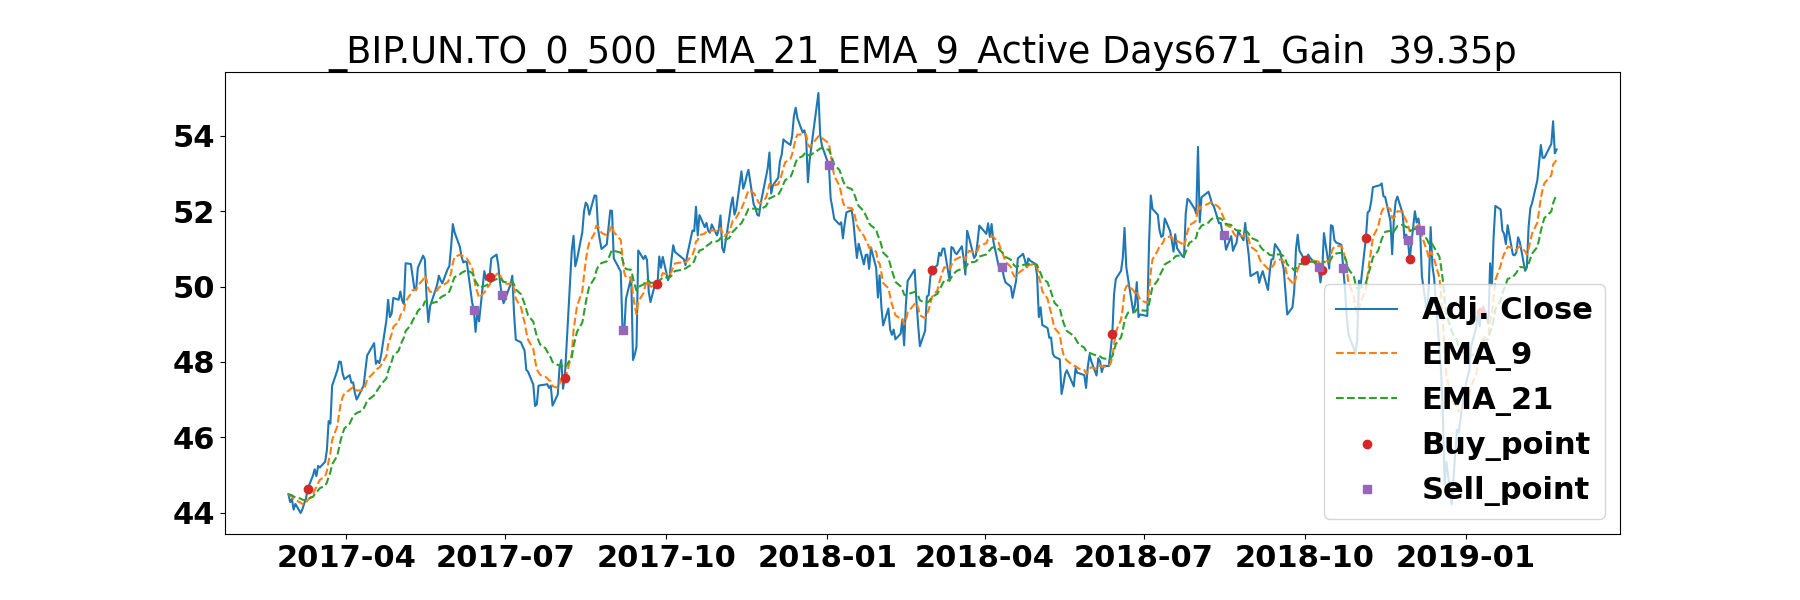 _BIP.UN.TO_0_500_EMA_21_EMA_9_Active Days671_Gain  39.35p
54
52
50
48
46
44
Adj. Close
EMA_9
EMA_21
Buy_point
Sell_point
2017-04 2017-07 2017-10 2018-01 2018-04 2018-07 2018-10 2019-01